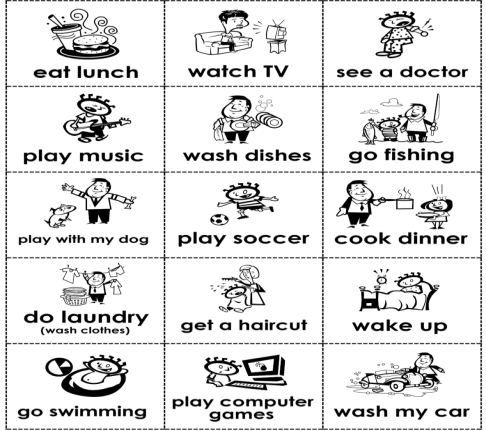 eat lunch
watch TV
see a doctor
play music
wash dishes
go fishing
play with my dog
play soccer
cook dinner
do laundry
(wash clothes)
get a haircut
wake up
go swimming
play computer
games
wash my car